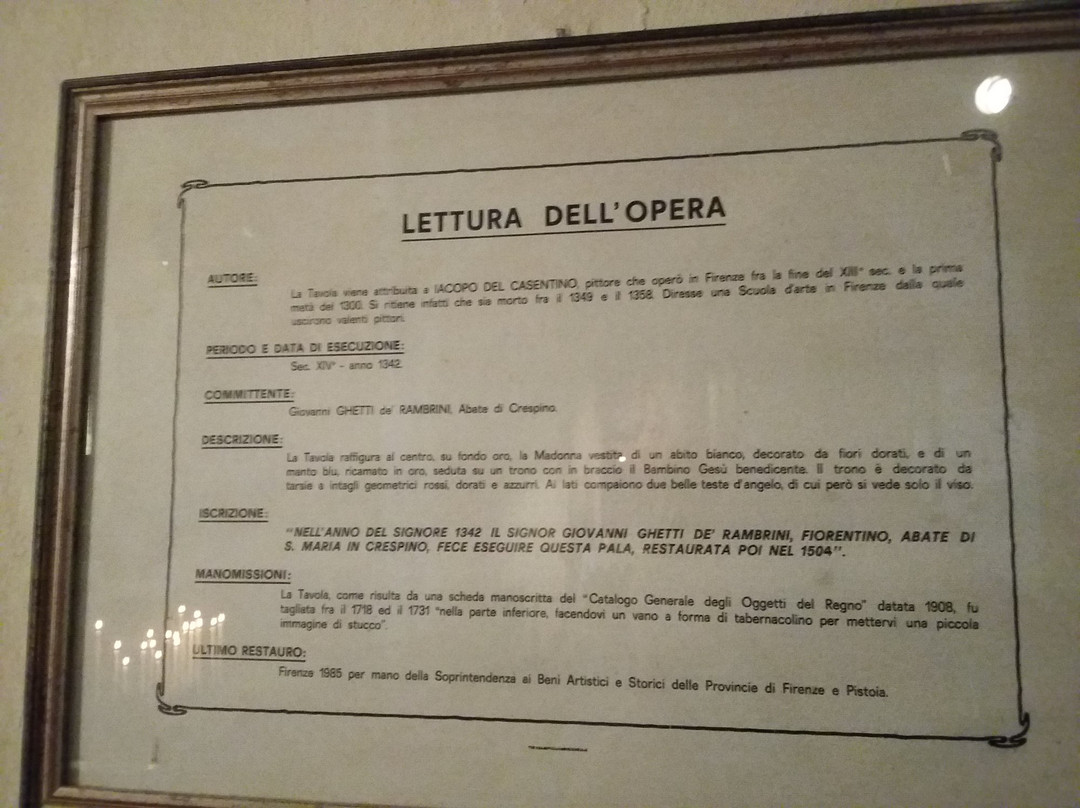 LETTURA DELL'OPERA
AUTORE:
La Tavola viene attribuita a IACOPO DEL CASENTINO, pittore che operò in Firenze fra la fine del XIII° sec. e la prima
metà del 1300. Si ritiene infatti che sia morto fra il 1349 e il 1358. Diresse una Scuola d'arte in Firenze dalla quale
uscirono valenti pittori.
PERIODO E DATA DI ESECUZIONE:
Sec. XIV° - anno 1342.
COMMITTENTE:
Giovanni GHETTI de' RAMBRINI, Abate di Crespino.
DESCRIZIONE:
La Tavola raffigura al centro, su fondo oro, la Madonna vestita di un abito bianco, decorato da fiori dorati, e di un
manto blu, ricamato in oro, seduta su un trono con in braccio il Bambino Gesù benedicente. Il trono è decorato da
tarsie a intagli geometrici rossi, dorati e azzurri. Ai lati compaiono due belle teste d'angelo, di cui però si vede solo il viso.
ISCRIZIONE:
"NELL'ANNO DEL SIGNORE 1342 IL SIGNOR GIOVANNI GHETTI DE' RAMBRINI, FIORENTINO, ABATE DI
S. MARIA IN CRESPINO, FECE ESEGUIRE QUESTA PALA, RESTAURATA POI NEL 1504".
MANOMISSIONI:
La Tavola, come risulta da una scheda manoscritta del "Catalogo Generale degli Oggetti del Regno" datata 1908, fu
tagliata fra il 1718 ed il 1731 "nella parte inferiore, facendovi un vano a forma di tabernacolino per mettervi una piccola
immagine di stucco".
ULTIMO RESTAURO:
Firenze 1985 per mano della Soprintendenza ai Beni Artistici e Storici delle Provincie di Firenze e Pistoia.